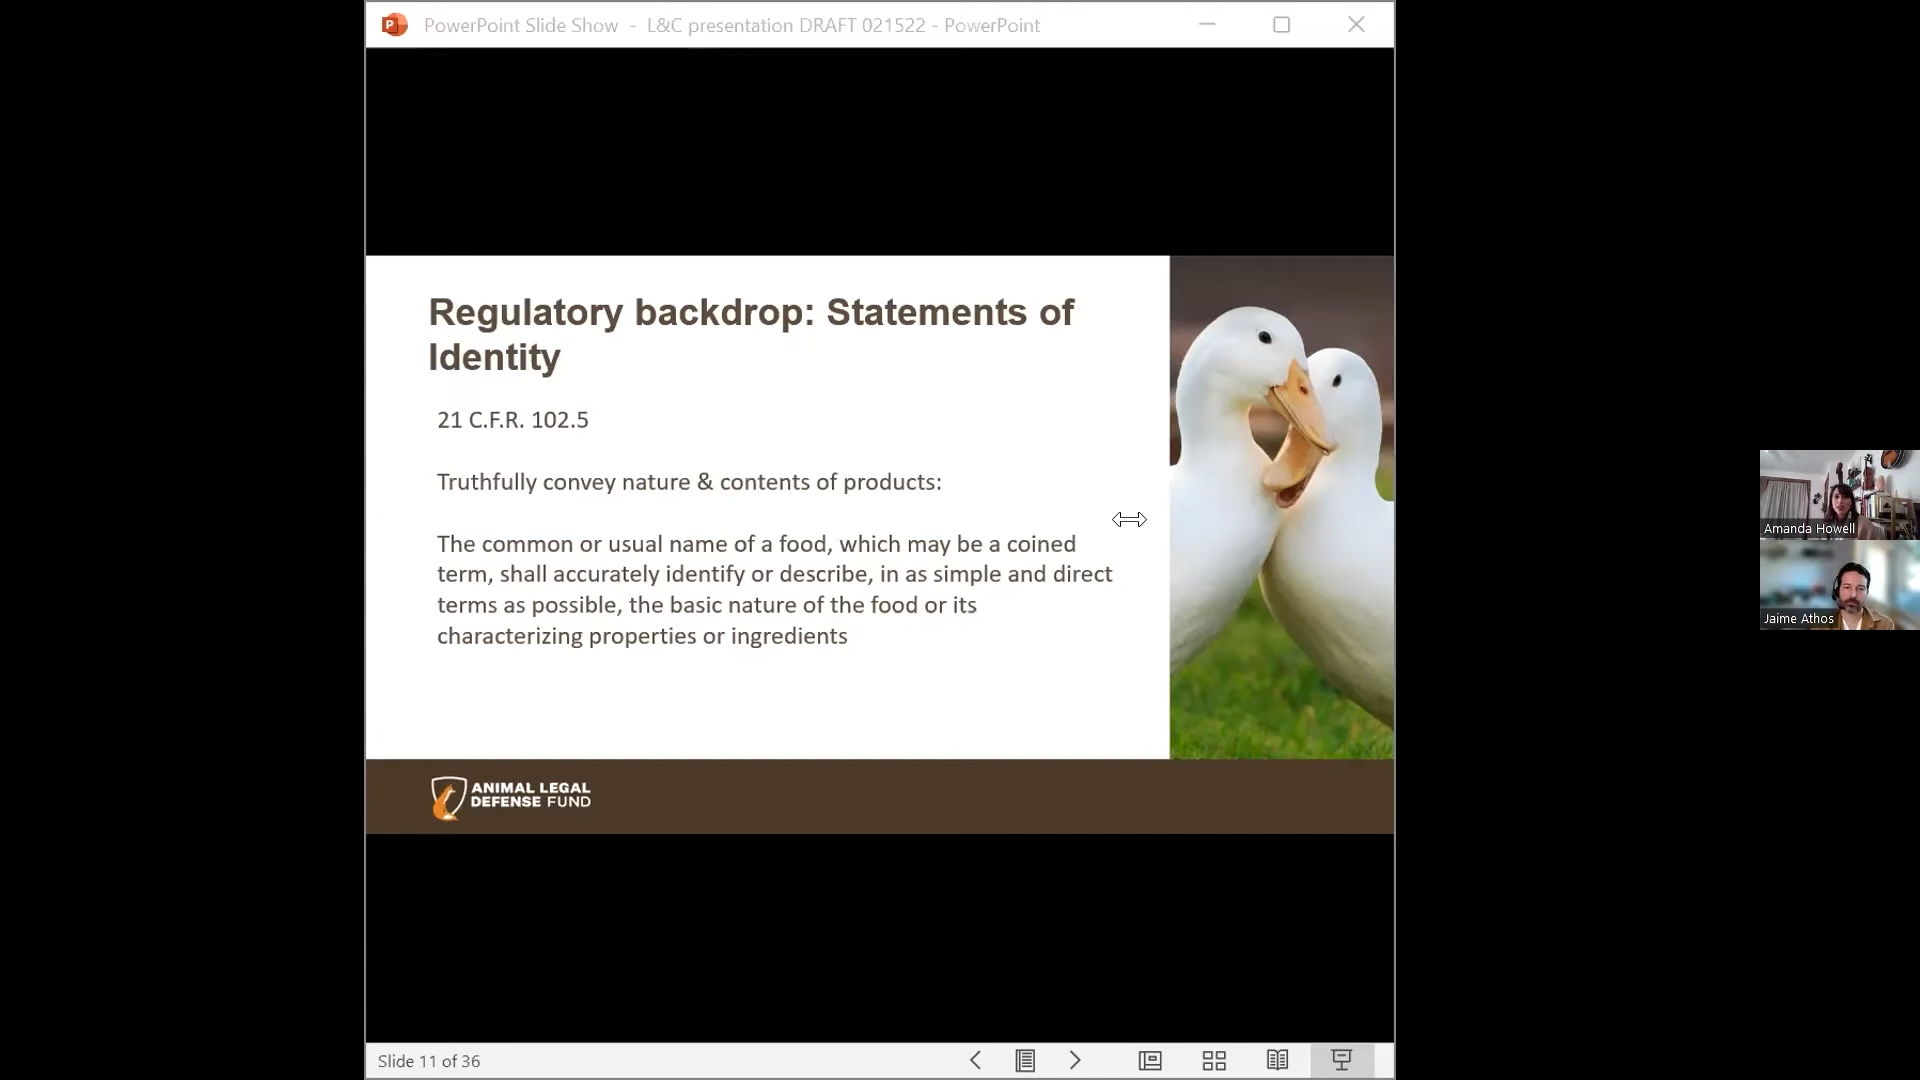 PowerPoint Slide Show - L&C presentation DRAFT 021522 - PowerPoint
Regulatory backdrop: Statements of
Identity
21 C.F.R. 102.5
Truthfully convey nature & contents of products:
The common or usual name of a food, which may be a coined
term, shall accurately identify or describe, in as simple and direct
terms as possible, the basic nature of the food or its
characterizing properties or ingredients
ANIMAL LEGAL
DEFENSE FUND
Amanda Howell
Jaime Athos
Slide 11 of 36